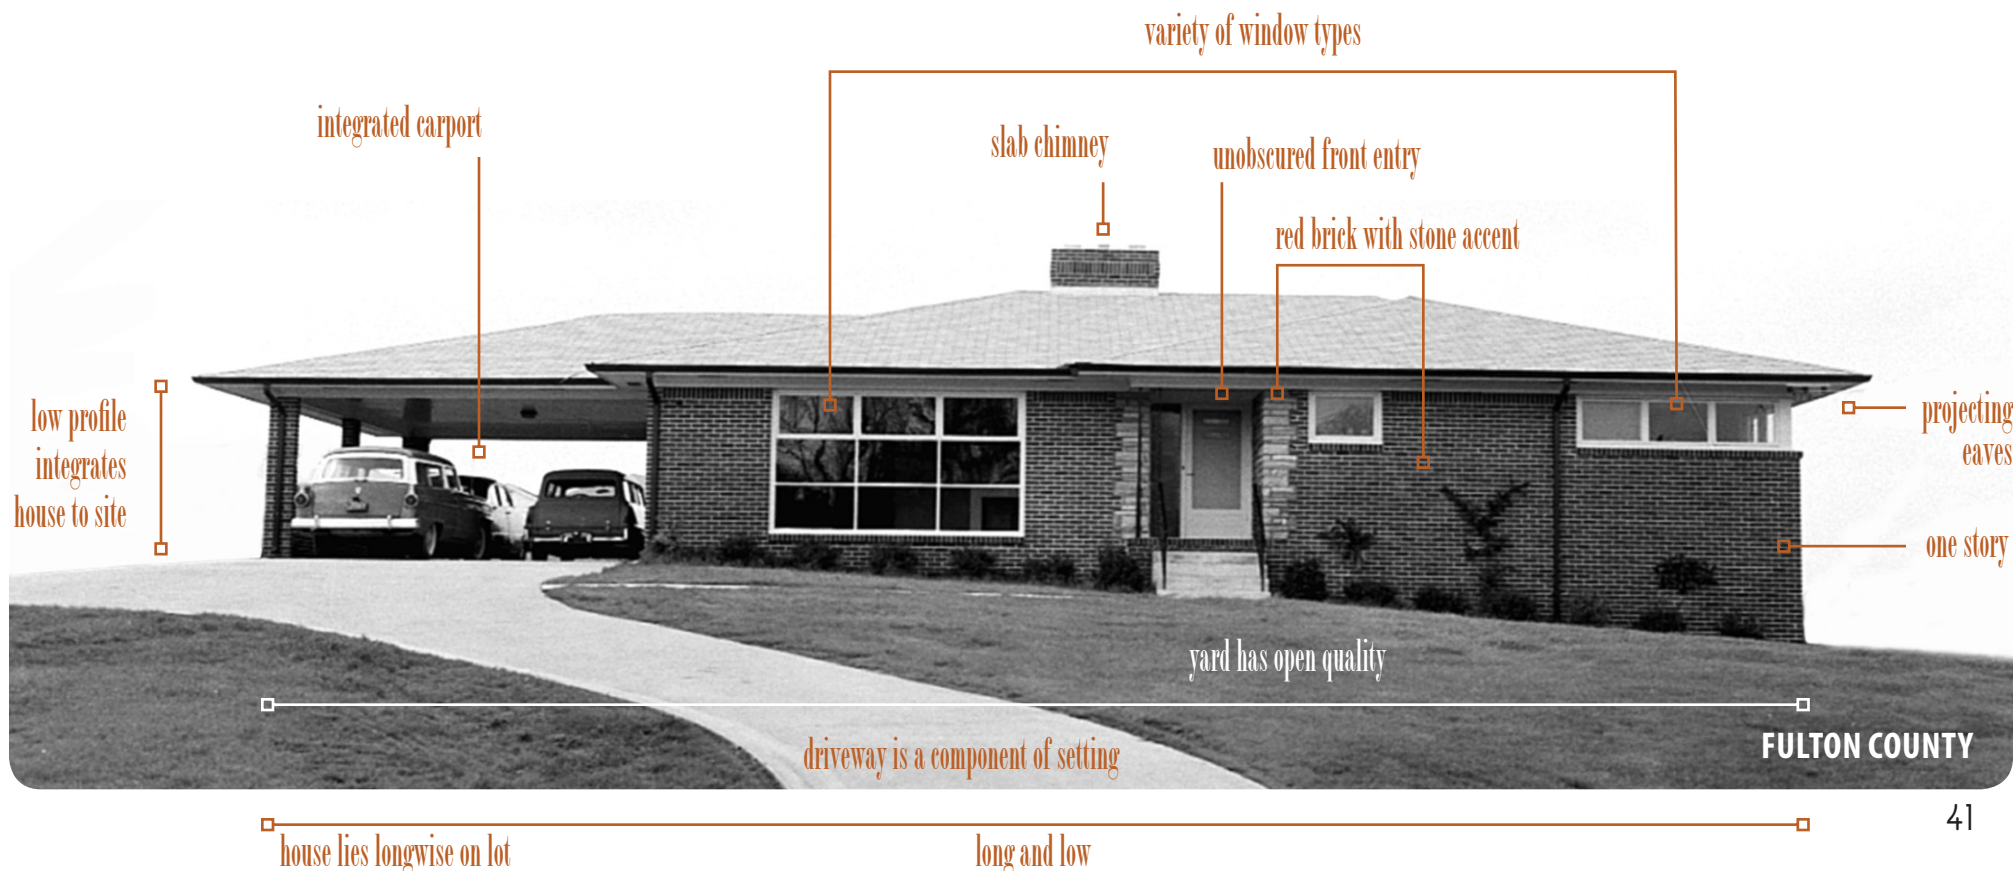 variety of window types
integrated carport
slab chimney
unobscured front entry
red brick with stone accent
low profile
integrates
house to site
projecting
eaves
one story
yard has open quality
FULTON COUNTY
driveway is a component of setting
41
house lies longwise on lot
long and low